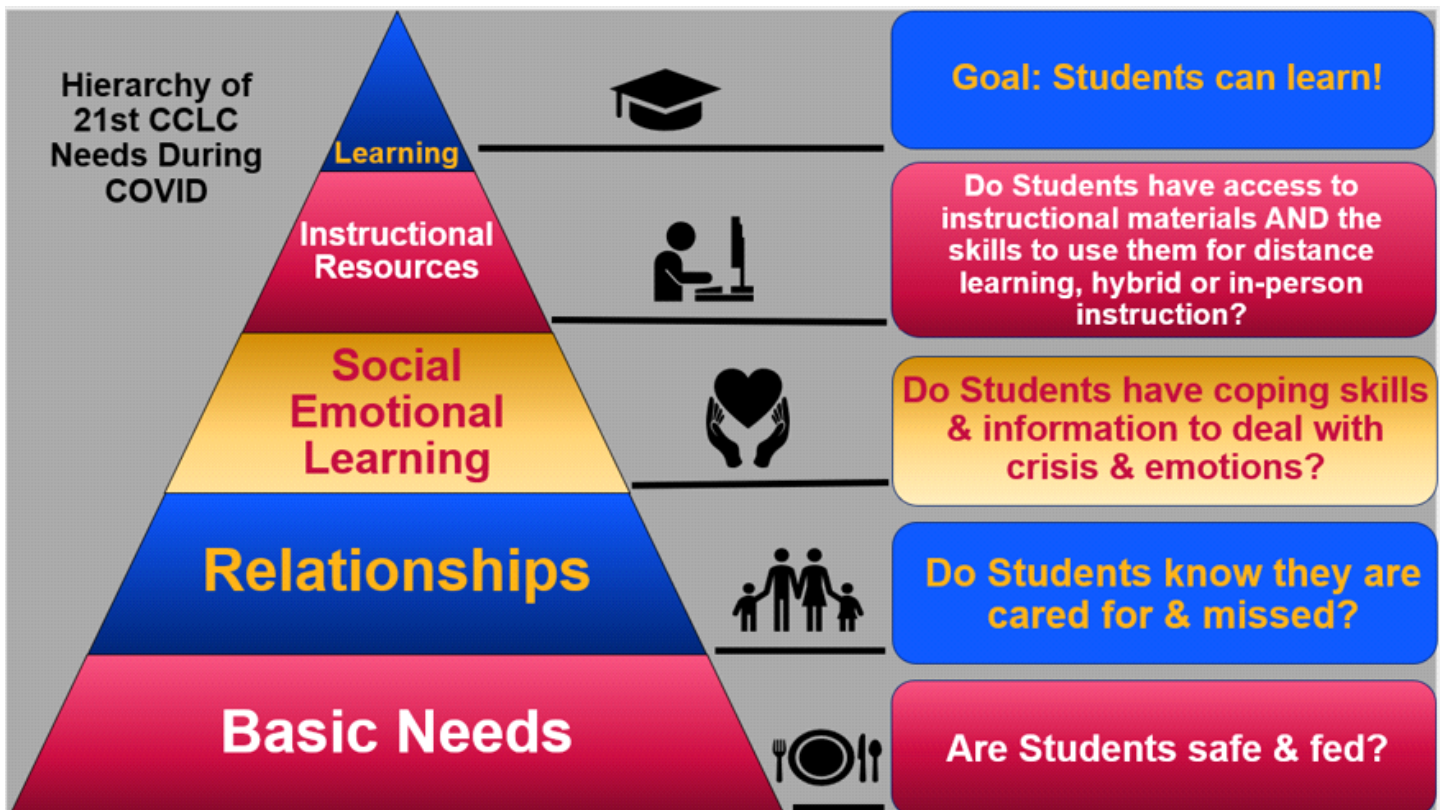 Hierarchy of
21st CCLC
Needs During
COVID
Learning
Goal: Students can learn!
Instructional
Resources
Do Students have access to
instructional materials AND the
skills to use them for distance
learning, hybrid or in-person
instruction?
Social
Emotional
Learning
Do Students have coping skills
& information to deal with
crisis & emotions?
Relationships
Do Students know they are
cared for & missed?
Basic Needs
Are Students safe & fed?